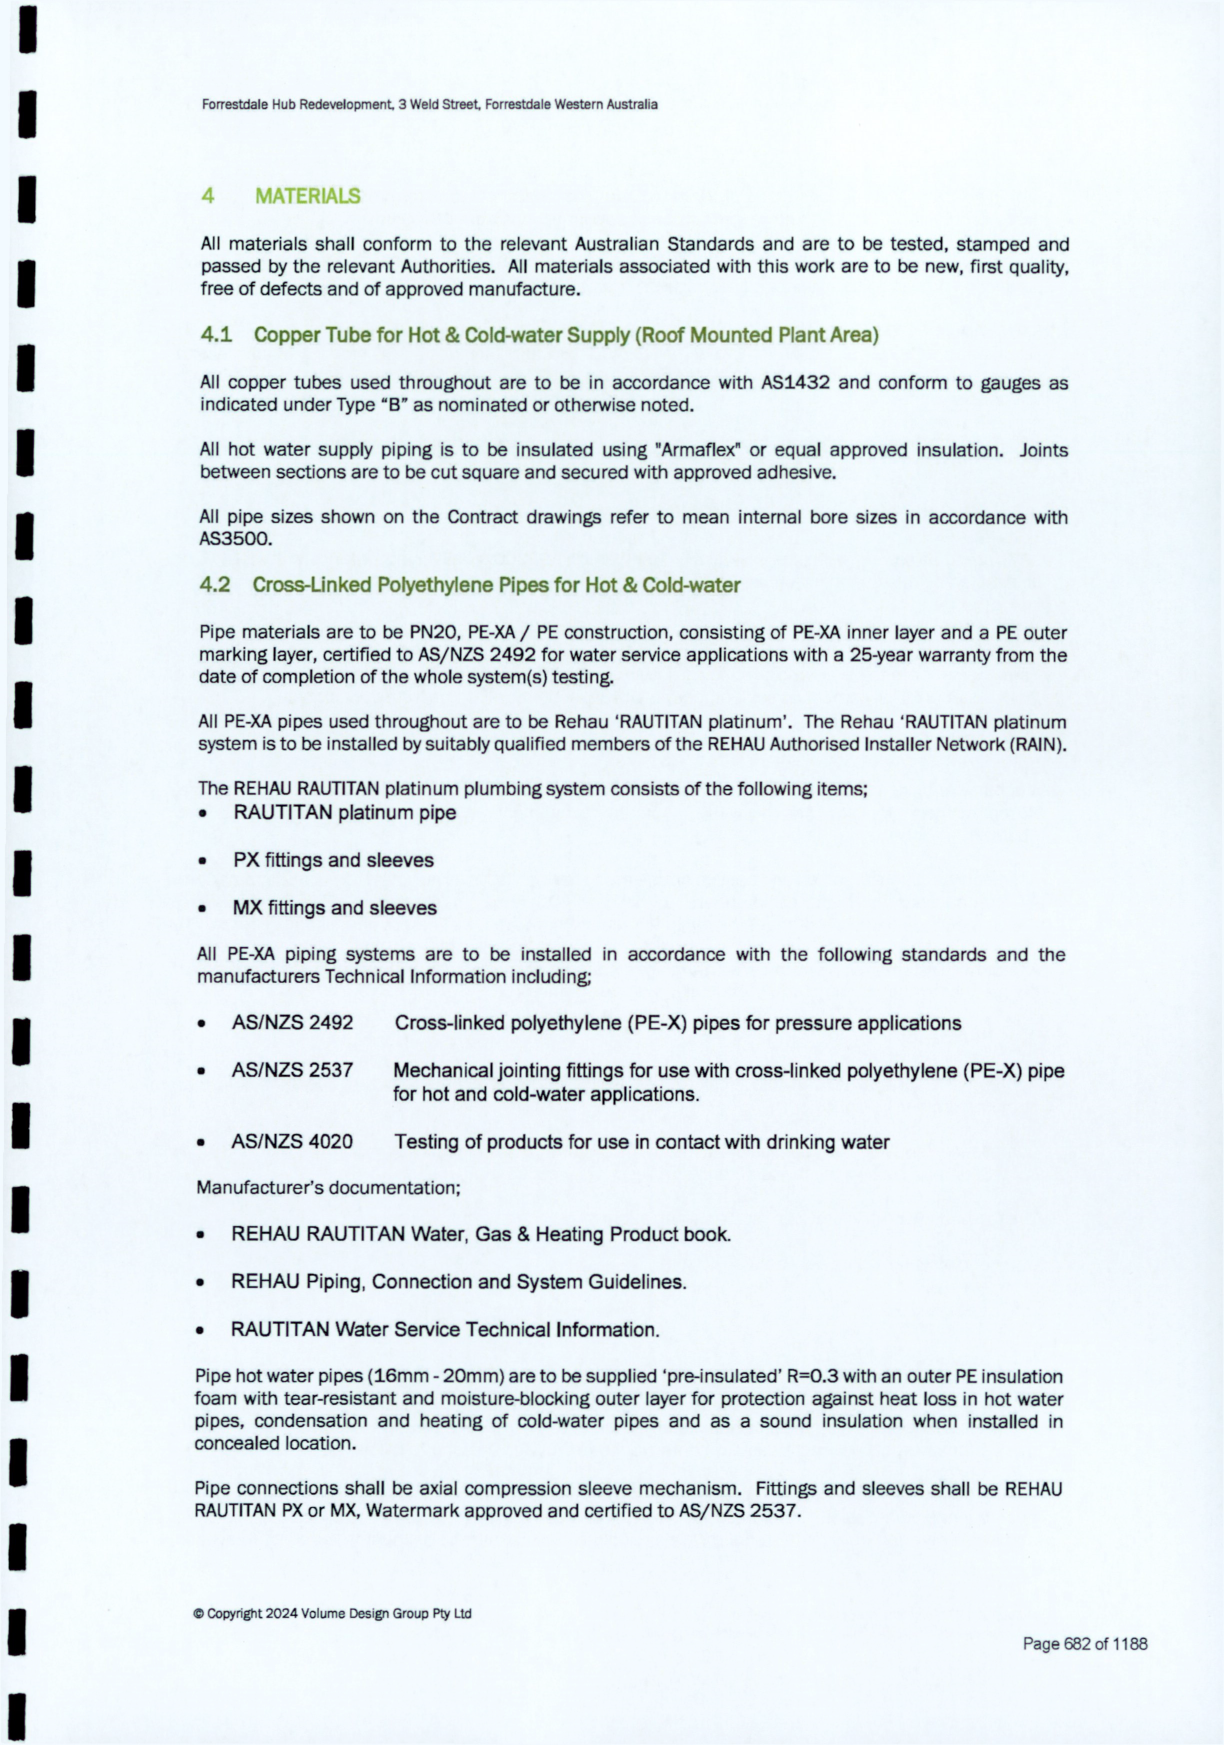 Forrestdale Hub Redevelopment, 3 Weld Street, Forrestdale Western Australia
4 MATERIALS
All materials shall conform to the relevant Australian Standards and are to be tested, stamped and
passed by the relevant Authorities. All materials associated with this work are to be new, first quality,
free of defects and of approved manufacture.
4.1 Copper Tube for Hot & Cold-water Supply (Roof Mounted Plant Area)
All copper tubes used throughout are to be in accordance with AS1432 and conform to gauges as
indicated under Type “B” as nominated or otherwise noted.
All hot water supply piping is to be insulated using "Armaflex" or equal approved insulation. Joints
between sections are to be cut square and secured with approved adhesive.
All pipe sizes shown on the Contract drawings refer to mean internal bore sizes in accordance with
AS3500.
4.2 Cross-Linked Polyethylene Pipes for Hot & Cold-water
Pipe materials are to be PN20, PE-XA / PE construction, consisting of PE-XA inner layer and a PE outer
marking layer, certified to AS/NZS 2492 for water service applications with a 25-year warranty from the
date of completion of the whole system(s) testing.
All PE-XA pipes used throughout are to be Rehau ‘RAUTITAN platinum’. The Rehau ‘RAUTITAN platinum
system is to be installed by suitably qualified members of the REHAU Authorised Installer Network (RAIN).
The REHAU RAUTITAN platinum plumbing system consists of the following items;
• RAUTITAN platinum pipe
• PX fittings and sleeves
• MX fittings and sleeves
All PE-XA piping systems are to be installed in accordance with the following standards and the
manufacturers Technical Information including;
• AS/NZS 2492 Cross-linked polyethylene (PE-X) pipes for pressure applications
• AS/NZS 2537 Mechanical jointing fittings for use with cross-linked polyethylene (PE-X) pipe
for hot and cold-water applications.
• AS/NZS 4020 Testing of products for use in contact with drinking water
Manufacturer’s documentation;
• REHAU RAUTITAN Water, Gas & Heating Product book.
• REHAU Piping, Connection and System Guidelines.
• RAUTITAN Water Service Technical Information.
Pipe hot water pipes (16mm - 20mm) are to be supplied ‘pre-insulated’ R=0.3 with an outer PE insulation
foam with tear-resistant and moisture-blocking outer layer for protection against heat loss in hot water
pipes, condensation and heating of cold-water pipes and as a sound insulation when installed in
concealed location.
Pipe connections shall be axial compression sleeve mechanism. Fittings and sleeves shall be REHAU
RAUTITAN PX or MX, Watermark approved and certified to AS/NZS 2537.
© Copyright 2024 Volume Design Group Pty Ltd
Page 682 of 1188